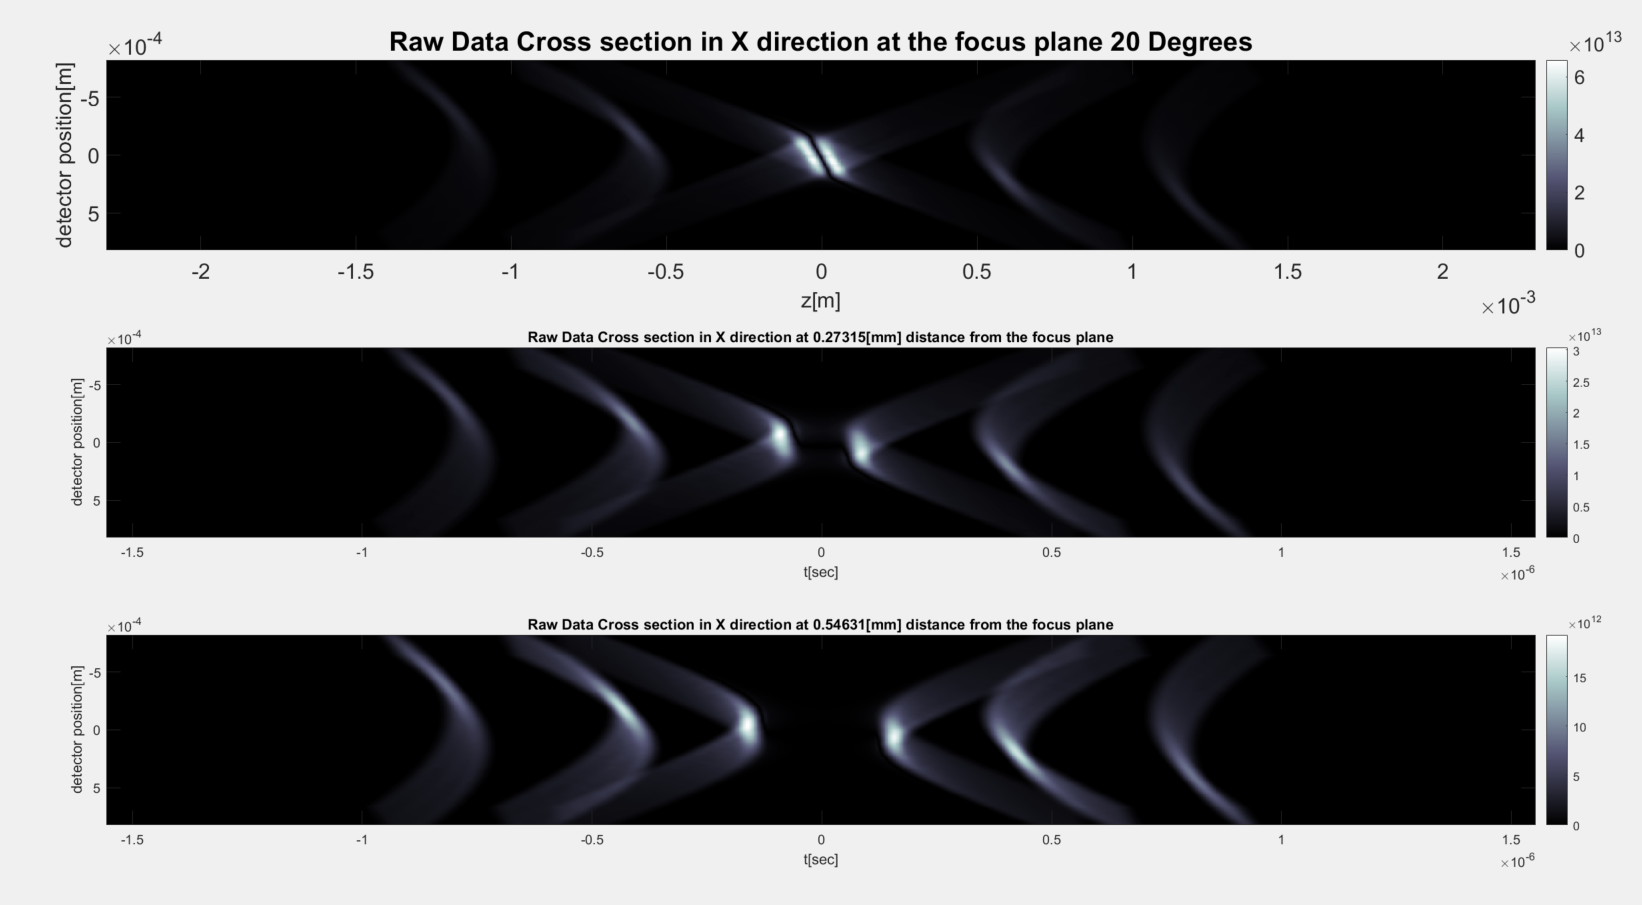 Raw Data Cross section in X direction at the focus plane 20 Degrees
×10-4
×1013
detector position[m]
-5
0
5
6
4
2
0
-2 -1.5 -1 -0.5 0 0.5 1 1.5 2
z[m]
×10-3
Raw Data Cross section in X direction at 0.27315[mm] distance from the focus plane
×10-4
×1013
detector position[m]
-5
0
5
3
2.5
2
1.5
1
0.5
0
-1.5 -1 -0.5 0 0.5 1 1.5
t[sec]
×10-6
Raw Data Cross section in X direction at 0.54631[mm] distance from the focus plane
×10-4
×1012
detector position[m]
-5
0
5
15
10
5
0
-1.5 -1 -0.5 0 0.5 1 1.5
t[sec]
×10-6